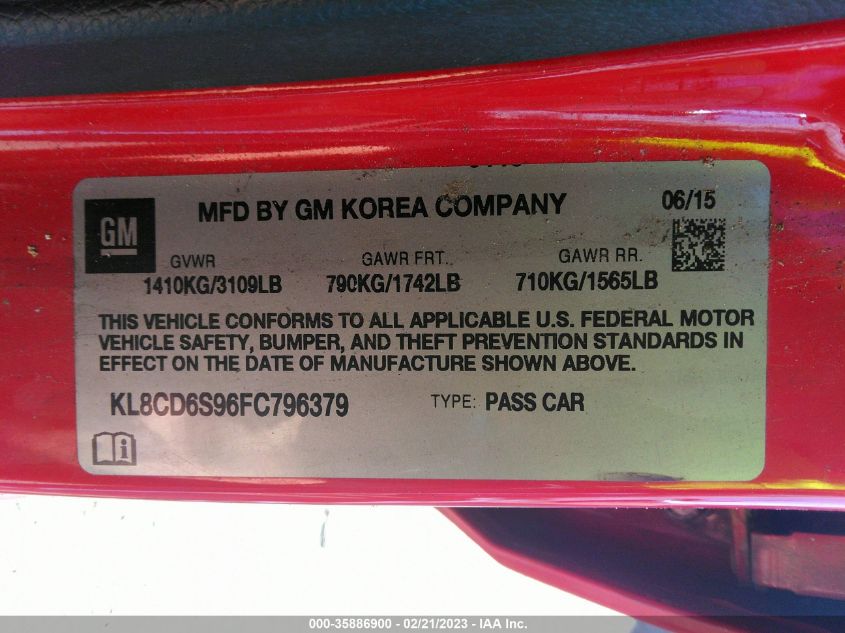 GM
MFD BY GM KOREA COMPANY
06/15
GVWR
GAWR FRT.
GAWR RR.
1410KG/3109LB
790KG/1742LB
710KG/1565LB
THIS VEHICLE CONFORMS TO ALL APPLICABLE U.S. FEDERAL MOTOR
VEHICLE SAFETY, BUMPER, AND THEFT PREVENTION STANDARDS IN
EFFECT ON THE DATE OF MANUFACTURE SHOWN ABOVE.
KL8CD6S96FC796379
TYPE: PASS CAR
000-35886900 - 02/21/2023 - IAA Inc.